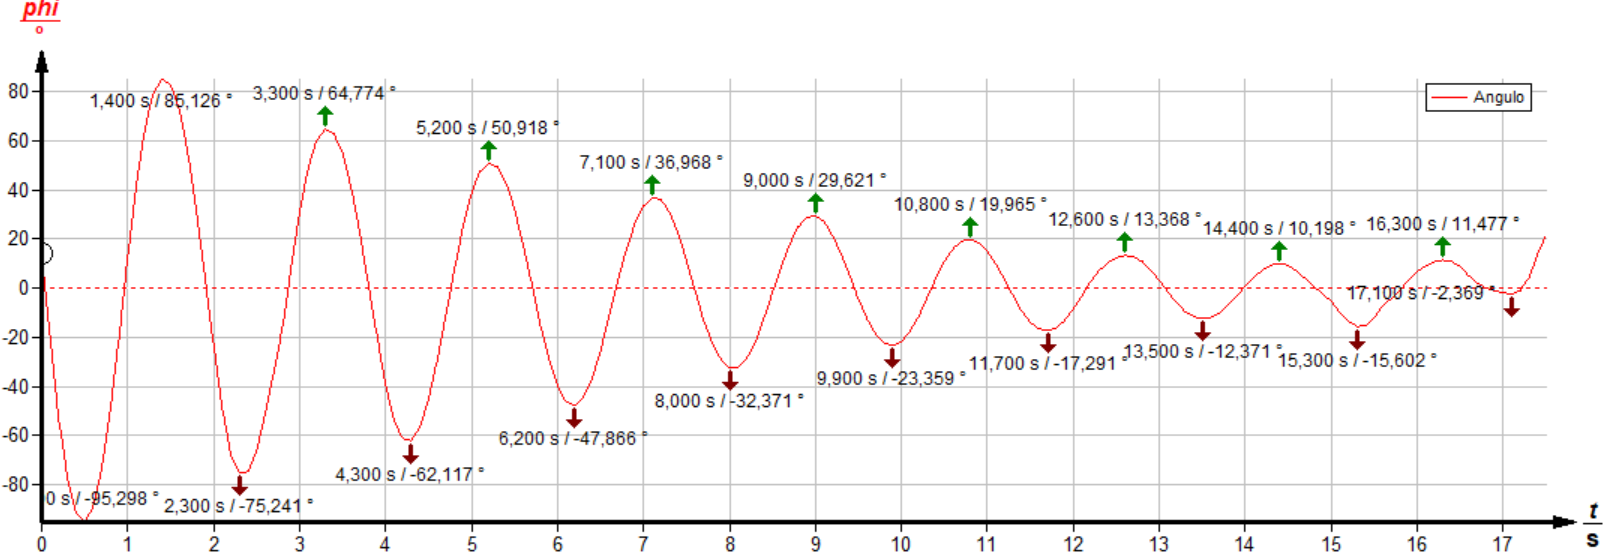 phi
°
80
60
40
20
0
-20
-40
-60
-80
1,400 s / 85,126 °
3,300 s / 64,774 °
5,200 s / 50,918 °
7,100 s / 36,968 °
9,000 s / 29,621 °
10,800 s / 19,965 °
12,600 s / 13,368 °
14,400 s / 10,198 °
16,300 s / 11,477 °
Angulo
0 s / -95,298 °
2,300 s / -75,241 °
4,300 s / -62,117 °
6,200 s / -47,866 °
8,000 s / -32,371 °
9,900 s / -23,359 °
11,700 s / -17,291 °
13,500 s / -12,371 °
15,300 s / -15,602 °
17,100 s / -2,369 °
0 1 2 3 4 5 6 7 8 9 10 11 12 13 14 15 16 17
t
s